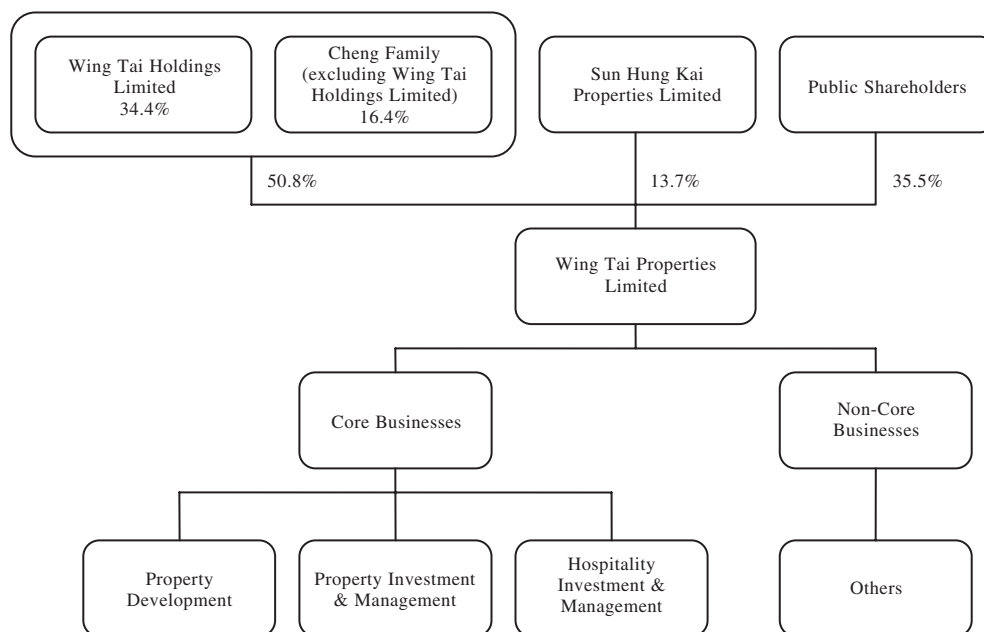 Wing Tai Holdings
Limited
34.4%
Cheng Family
(excluding Wing Tai
Holdings Limited)
16.4%
Sun Hung Kai
Properties Limited
Public Shareholders
50.8%
13.7%
35.5%
Wing Tai Properties
Limited
Core Businesses
Non-Core
Businesses
Property
Development
Property Investment
& Management
Hospitality
Investment &
Management
Others